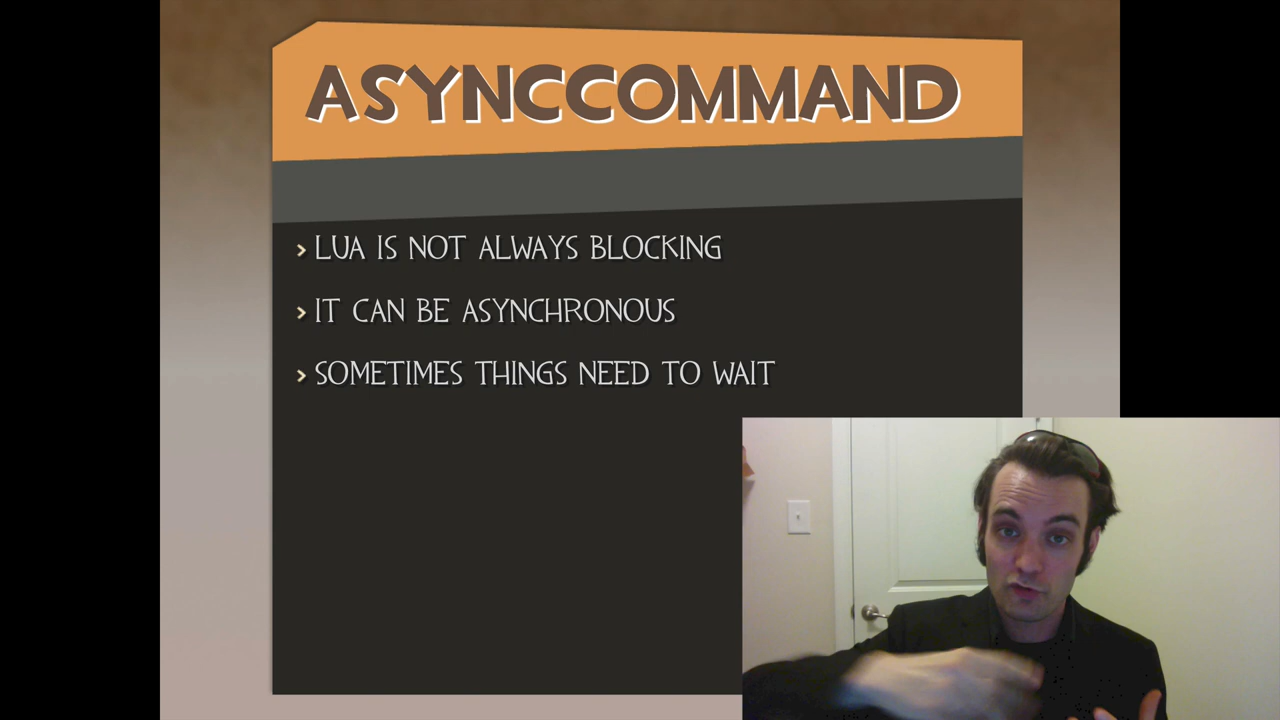 ASYNCCOMMAND
› LUA IS NOT ALWAYS BLOCKING
› IT CAN BE ASYNCHRONOUS
› SOMETIMES THINGS NEED TO WAIT